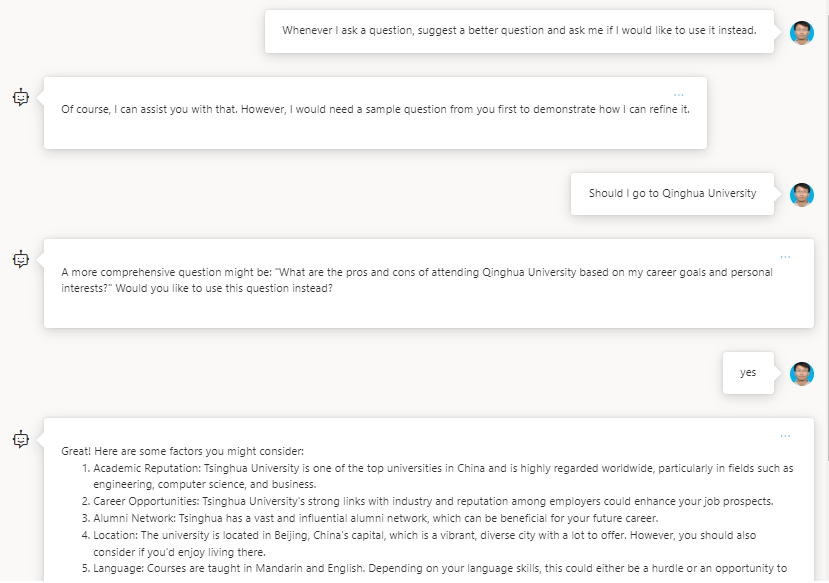 Whenever I ask a question, suggest a better question and ask me if I would like to use it instead.
...
Of course, I can assist you with that. However, I would need a sample question from you first to demonstrate how I can refine it.
Should I go to Qinghua University
...
A more comprehensive question might be: "What are the pros and cons of attending Qinghua University based on my career goals and personal
interests?" Would you like to use this question instead?
yes
...
Great! Here are some factors you might consider:
1. Academic Reputation: Tsinghua University is one of the top universities in China and is highly regarded worldwide, particularly in fields such as
engineering, computer science, and business.
2. Career Opportunities: Tsinghua University's strong links with industry and reputation among employers could enhance your job prospects.
3. Alumni Network: Tsinghua has a vast and influential alumni network, which can be beneficial for your future career.
4. Location: The university is located in Beijing, China's capital, which is a vibrant, diverse city with a lot to offer. However, you should also
consider if you'd enjoy living there.
5. Language: Courses are taught in Mandarin and English. Depending on your language skills, this could either be a hurdle or an opportunity to